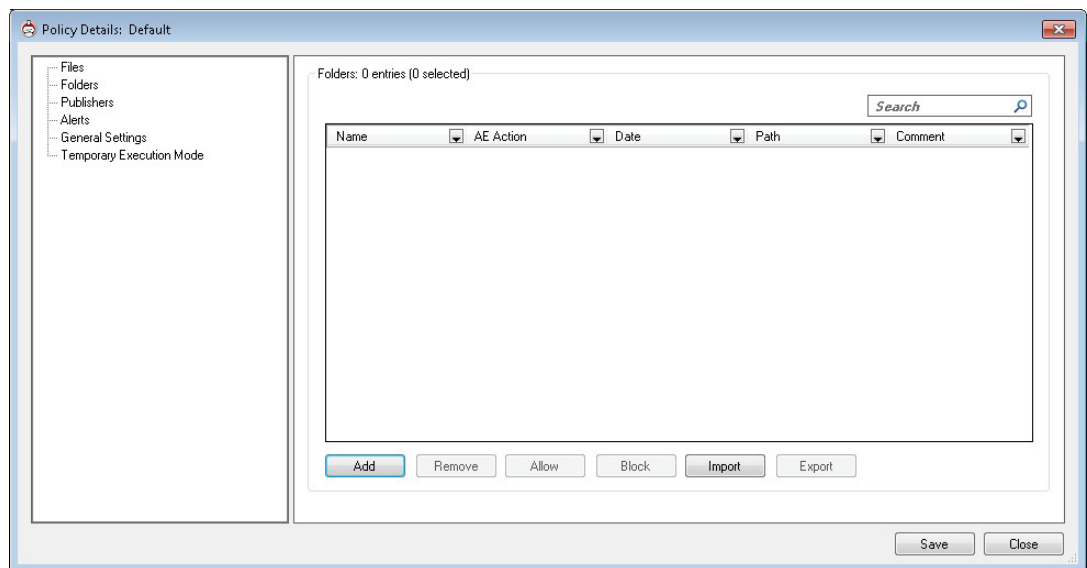 Policy Details: Default
Files
Folders
Publishers
Alerts
General Settings
Temporary Execution Mode
Folders: 0 entries (0 selected)
Search
Name AE Action Date Path Comment
Add Remove Allow Block Import Export
Save Close